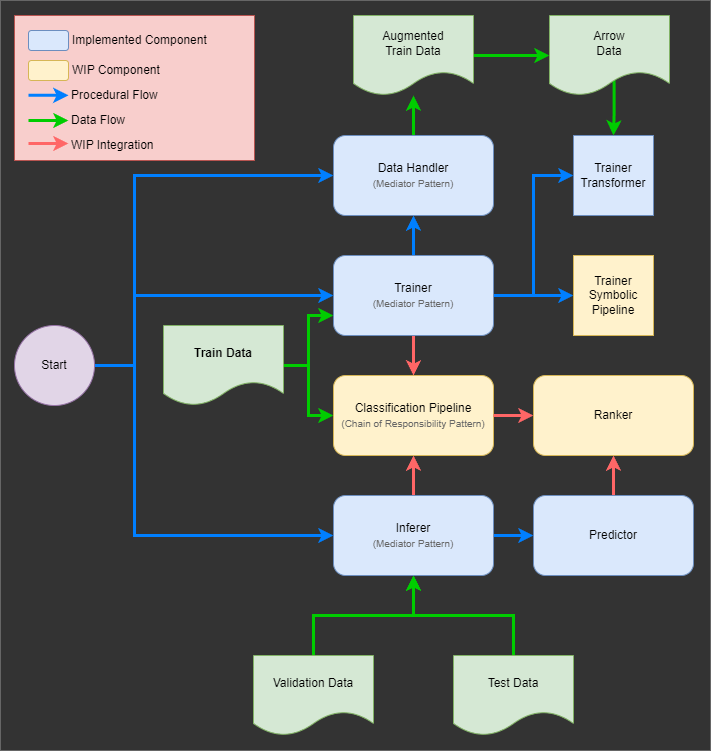 Implemented Component
WIP Component
Procedural Flow
Data Flow
WIP Integration
Augmented
Train Data
Arrow
Data
Data Handler
(Mediator Pattern)
Trainer
Transformer
Trainer
(Mediator Pattern)
Trainer
Symbolic
Pipeline
Start
Train Data
Classification Pipeline
(Chain of Responsibility Pattern)
Ranker
Inferer
(Mediator Pattern)
Predictor
Validation Data
Test Data